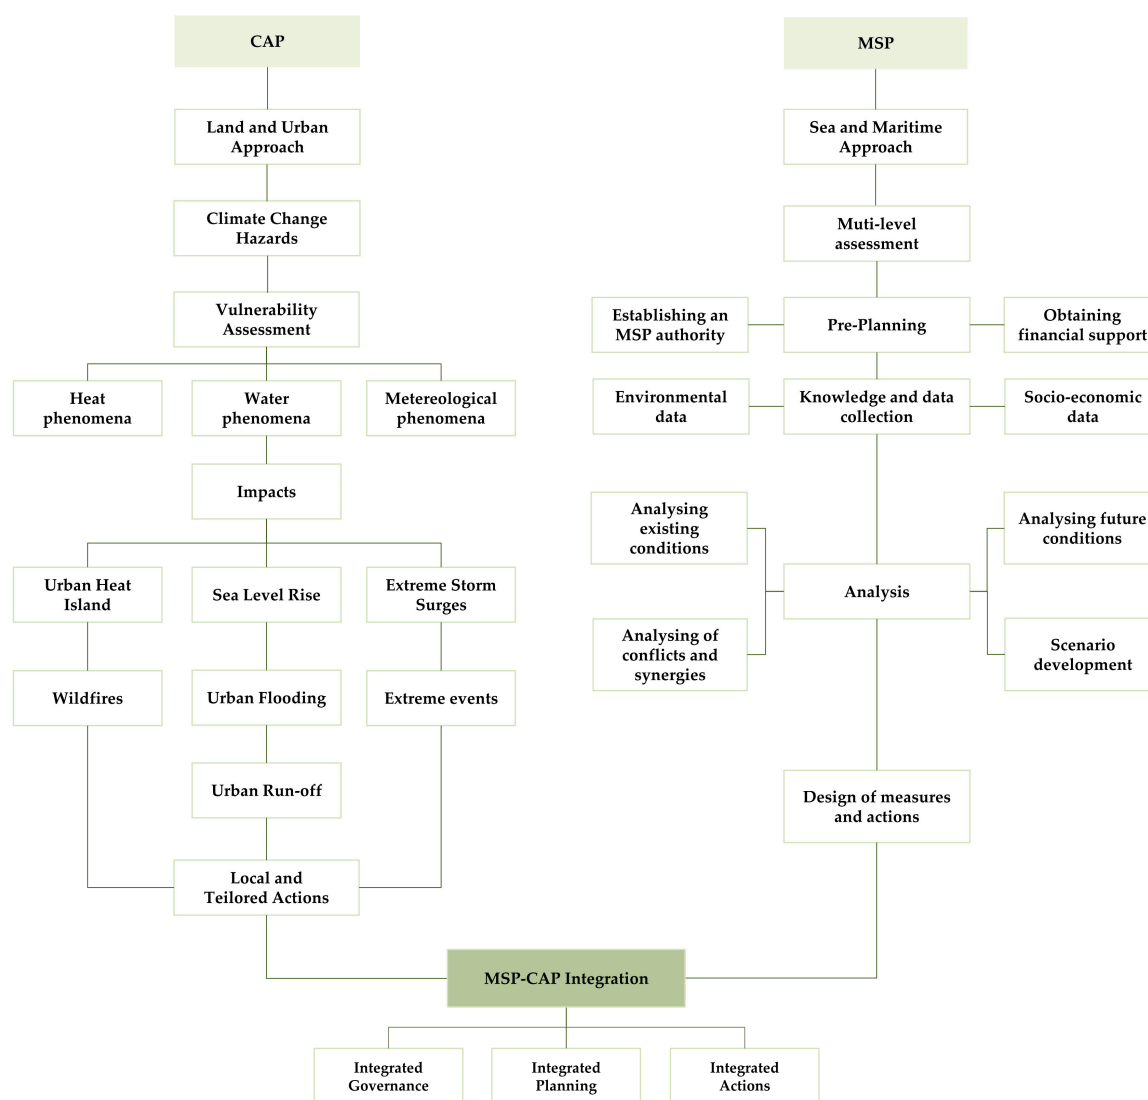 CAP
Land and Urban
Approach
Climate Change
Hazards
Vulnerability
Assessment
Heat
phenomena
Water
phenomena
Metereological
phenomena
Impacts
Urban Heat
Island
Sea Level Rise
Extreme Storm
Surges
Wildfires
Urban Flooding
Extreme events
Urban Run-off
Local and
Teilored Actions
MSP
Sea and Maritime
Approach
Muti-level
assessment
Establishing an
MSP authority
Pre-Planning
Obtaining
financial support
Environmental
data
Knowledge and data
collection
Socio-economic
data
Analysing
existing
conditions
Analysing future
conditions
Analysis
Analysing of
conflicts and
synergies
Scenario
development
Design of measures
and actions
MSP-CAP Integration
Integrated
Governance
Integrated
Planning
Integrated
Actions